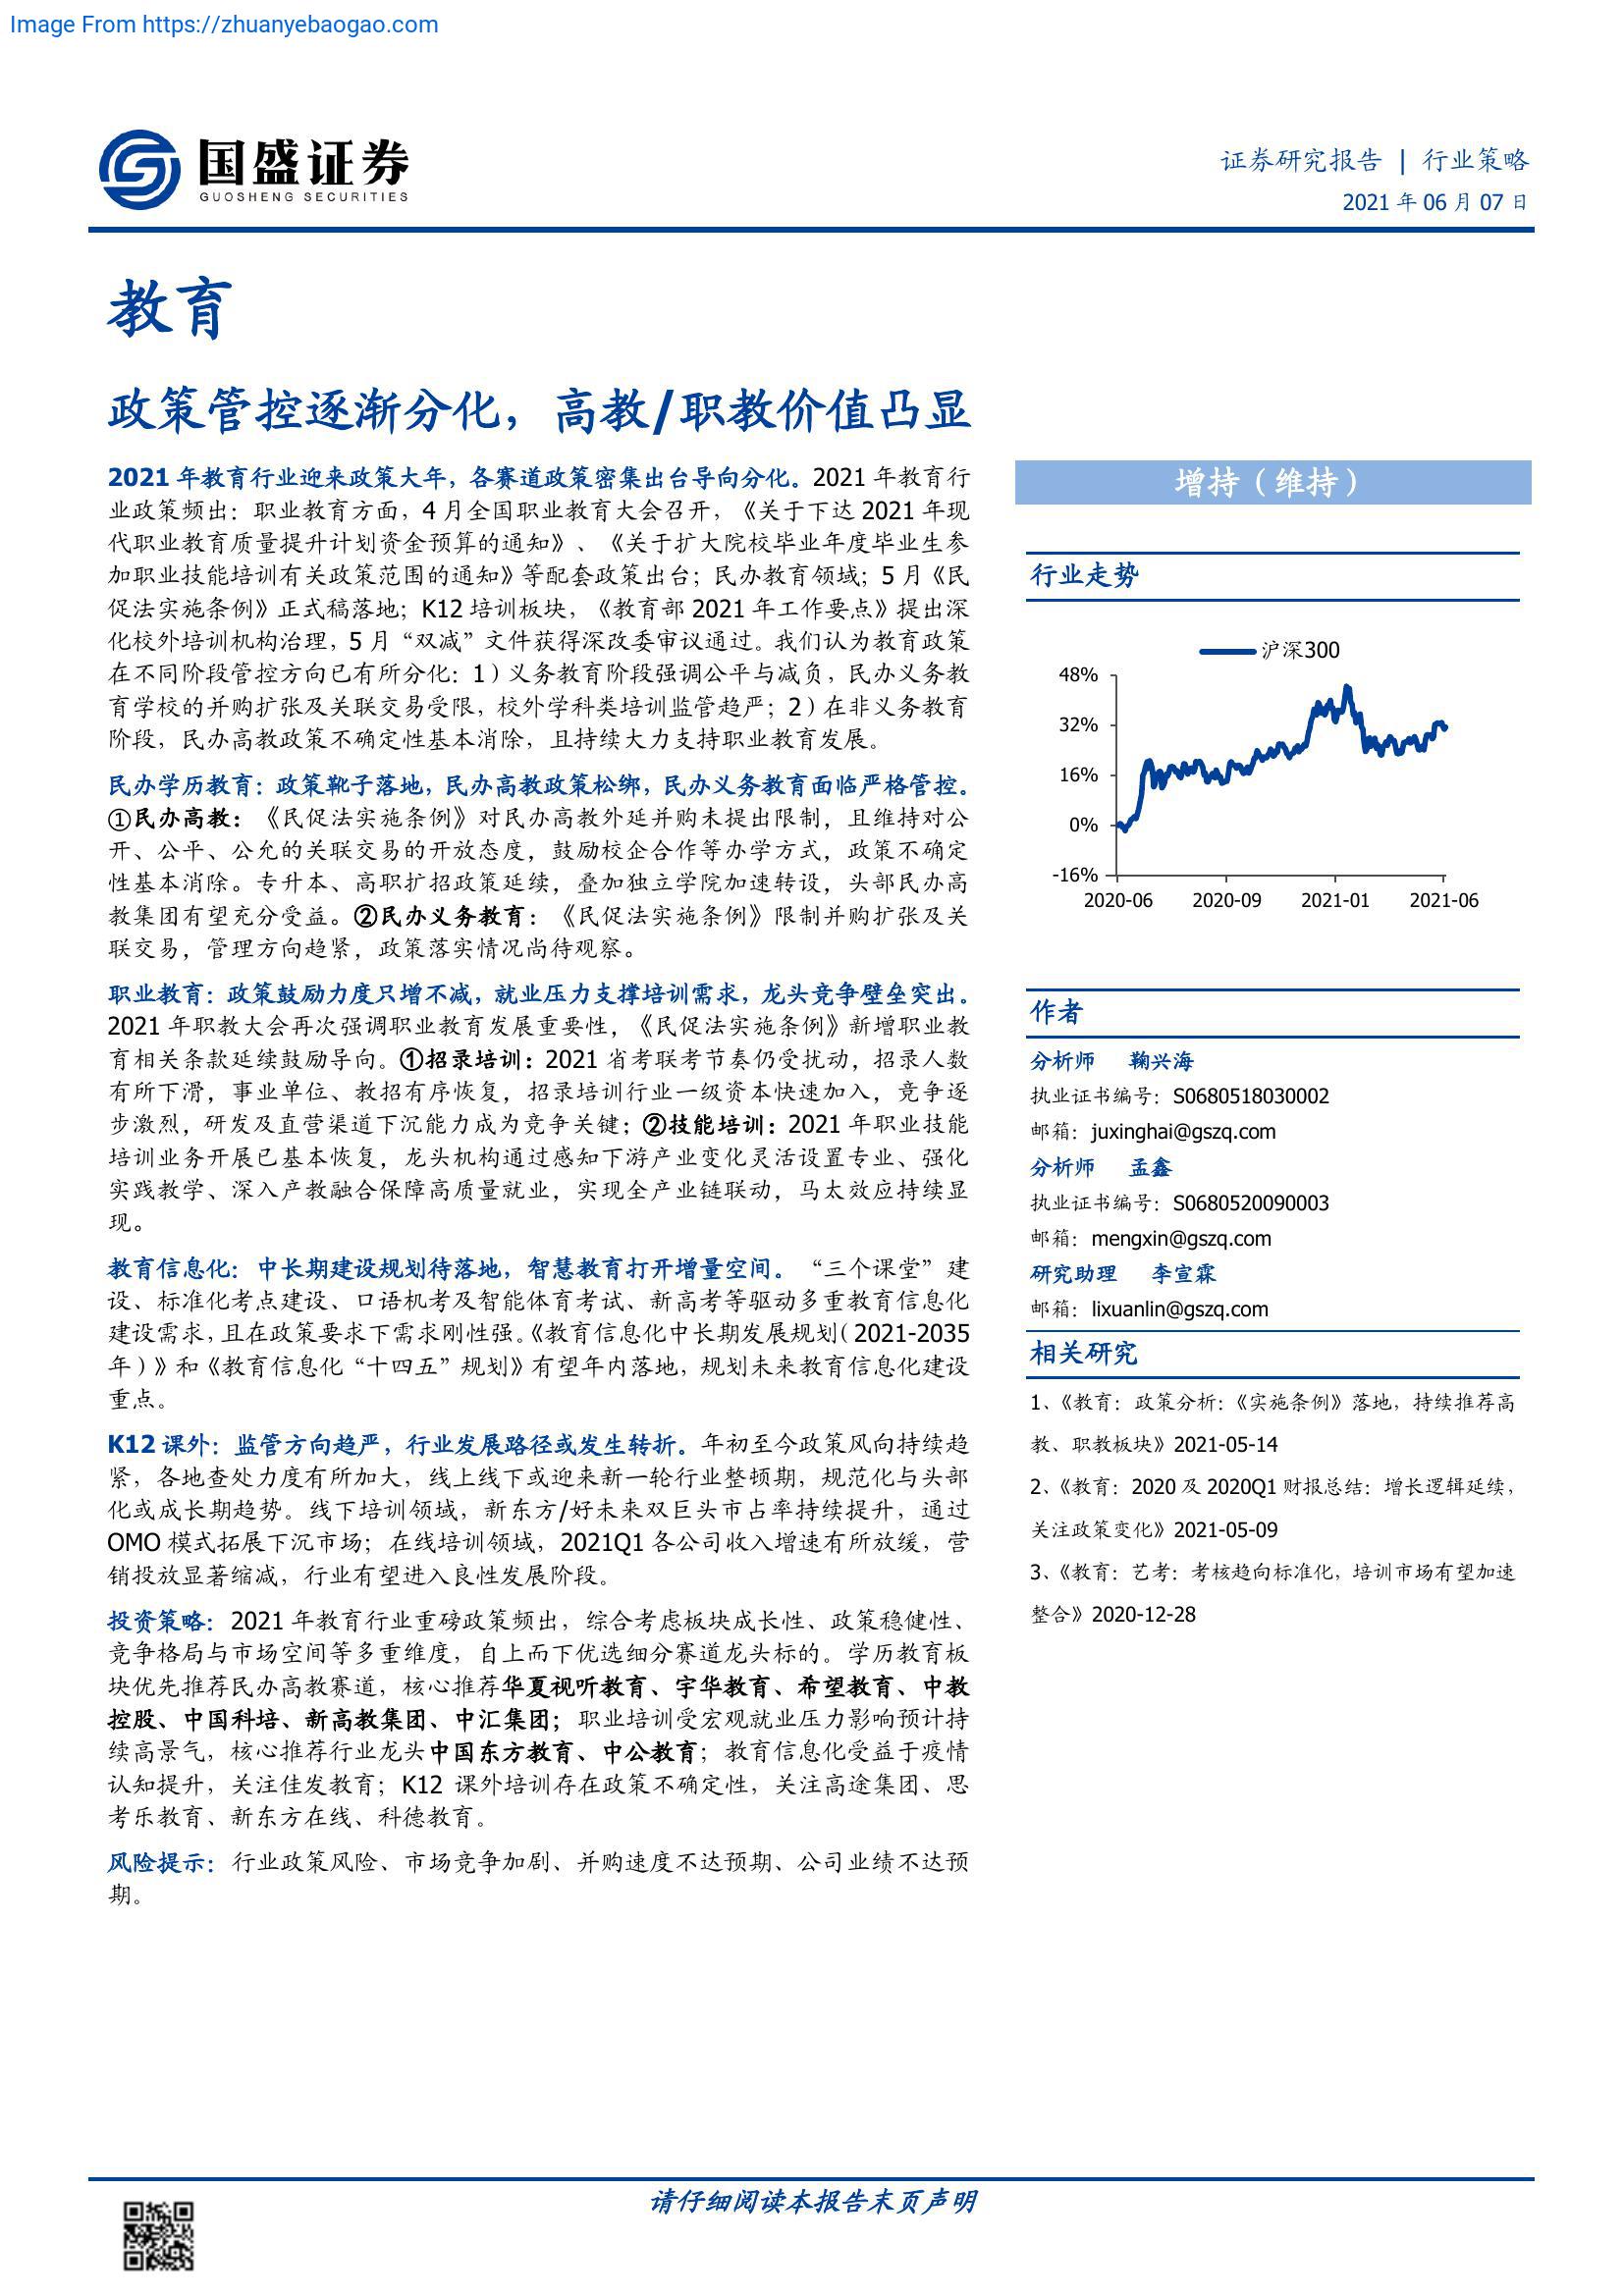 Image From https://zhuanyebaogao.com
国盛证券
GUOSHENG SECURITIES
证券研究报告 | 行业策略
2021 年 06 月 07 日
教育
政策管控逐渐分化，高教/职教价值凸显
2021 年教育行业迎来政策大年，各赛道政策密集出台导向分化。2021 年教育行
业政策频出：职业教育方面，4 月全国职业教育大会召开，《关于下达 2021 年现
代职业教育质量提升计划资金预算的通知》、《关于扩大院校毕业年度毕业生参
加职业技能培训有关政策范围的通知》等配套政策出台；民办教育领域；5 月《民
促法实施条例》正式稿落地；K12 培训板块，《教育部 2021 年工作要点》提出深
化校外培训机构治理，5 月“双减”文件获得深改委审议通过。我们认为教育政策
在不同阶段管控方向已有所分化：1）义务教育阶段强调公平与减负，民办义务教
育学校的并购扩张及关联交易受限，校外学科类培训监管趋严；2）在非义务教育
阶段，民办高教政策不确定性基本消除，且持续大力支持职业教育发展。
民办学历教育：政策靴子落地，民办高教政策松绑，民办义务教育面临严格管控。
①民办高教：《民促法实施条例》对民办高教外延并购未提出限制，且维持对公
开、公平、公允的关联交易的开放态度，鼓励校企合作等办学方式，政策不确定
性基本消除。专升本、高职扩招政策延续，叠加独立学院加速转设，头部民办高
教集团有望充分受益。②民办义务教育：《民促法实施条例》限制并购扩张及关
联交易，管理方向趋紧，政策落实情况尚待观察。
职业教育：政策鼓励力度只增不减，就业压力支撑培训需求，龙头竞争壁垒突出。
2021 年职教大会再次强调职业教育发展重要性，《民促法实施条例》新增职业教
育相关条款延续鼓励导向。①招录培训：2021 省考联考节奏仍受扰动，招录人数
有所下滑，事业单位、教招有序恢复，招录培训行业一级资本快速加入，竞争逐
步激烈，研发及直营渠道下沉能力成为竞争关键；②技能培训：2021 年职业技能
培训业务开展已基本恢复，龙头机构通过感知下游产业变化灵活设置专业、强化
实践教学、深入产教融合保障高质量就业，实现全产业链联动，马太效应持续显
现。
教育信息化：中长期建设规划待落地，智慧教育打开增量空间。“三个课堂”建
设、标准化考点建设、口语机考及智能体育考试、新高考等驱动多重教育信息化
建设需求，且在政策要求下需求刚性强。《教育信息化中长期发展规划（2021-2035
年）》和《教育信息化“十四五”规划》有望年内落地，规划未来教育信息化建设
重点。
K12 课外：监管方向趋严，行业发展路径或发生转折。年初至今政策风向持续趋
紧，各地查处力度有所加大，线上线下或迎来新一轮行业整顿期，规范化与头部
化或成长期趋势。线下培训领域，新东方/好未来双巨头市占率持续提升，通过
OMO 模式拓展下沉市场；在线培训领域，2021Q1 各公司收入增速有所放缓，营
销投放显著缩减，行业有望进入良性发展阶段。
投资策略：2021 年教育行业重磅政策频出，综合考虑板块成长性、政策稳健性、
竞争格局与市场空间等多重维度，自上而下优选细分赛道龙头标的。学历教育板
块优先推荐民办高教赛道，核心推荐华夏视听教育、宇华教育、希望教育、中教
控股、中国科培、新高教集团、中汇集团；职业培训受宏观就业压力影响预计持
续高景气，核心推荐行业龙头中国东方教育、中公教育；教育信息化受益于疫情
认知提升，关注佳发教育；K12 课外培训存在政策不确定性，关注高途集团、思
考乐教育、新东方在线、科德教育。
风险提示：行业政策风险、市场竞争加剧、并购速度不达预期、公司业绩不达预
期。
增持（维持）
行业走势
沪深300
48%
32%
16%
0%
-16%
2020-06 2020-09 2021-01 2021-06
作者
分析师 鞠兴海
执业证书编号：S0680518030002
邮箱：juxinghai@gszq.com
分析师 孟鑫
执业证书编号：S0680520090003
邮箱：mengxin@gszq.com
研究助理 李宣霖
邮箱：lixuanlin@gszq.com
相关研究
1、《教育：政策分析：《实施条例》落地，持续推荐高
教、职教板块》2021-05-14
2、《教育：2020 及 2020Q1 财报总结：增长逻辑延续，
关注政策变化》2021-05-09
3、《教育：艺考：考核趋向标准化，培训市场有望加速
整合》2020-12-28
请仔细阅读本报告末页声明